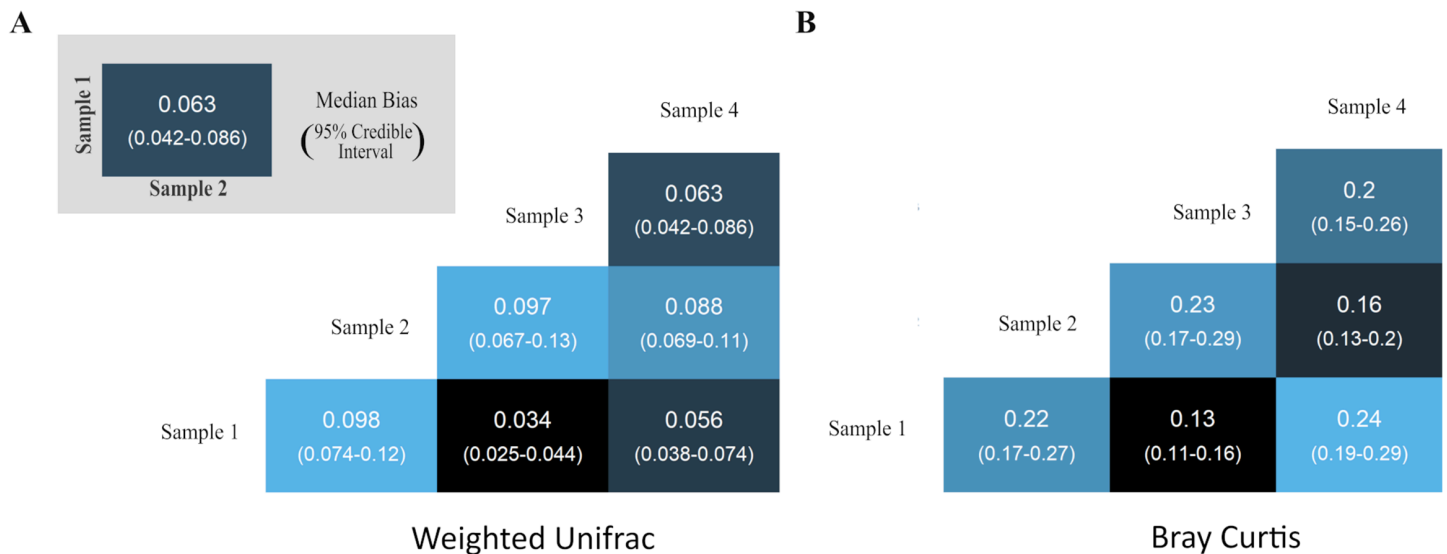 A
Sample 1
0.063
(0.042-0.086)
Sample 2
Median Bias
(95% Credible
Interval)
Sample 4
Sample 3
0.063
(0.042-0.086)
Sample 2
0.097
(0.067-0.13)
0.088
(0.069-0.11)
Sample 1
0.098
(0.074-0.12)
0.034
(0.025-0.044)
0.056
(0.038-0.074)
Weighted Unifrac
B
Sample 4
Sample 3
0.2
(0.15-0.26)
Sample 2
0.23
(0.17-0.29)
0.16
(0.13-0.2)
Sample 1
0.22
(0.17-0.27)
0.13
(0.11-0.16)
0.24
(0.19-0.29)
Bray Curtis